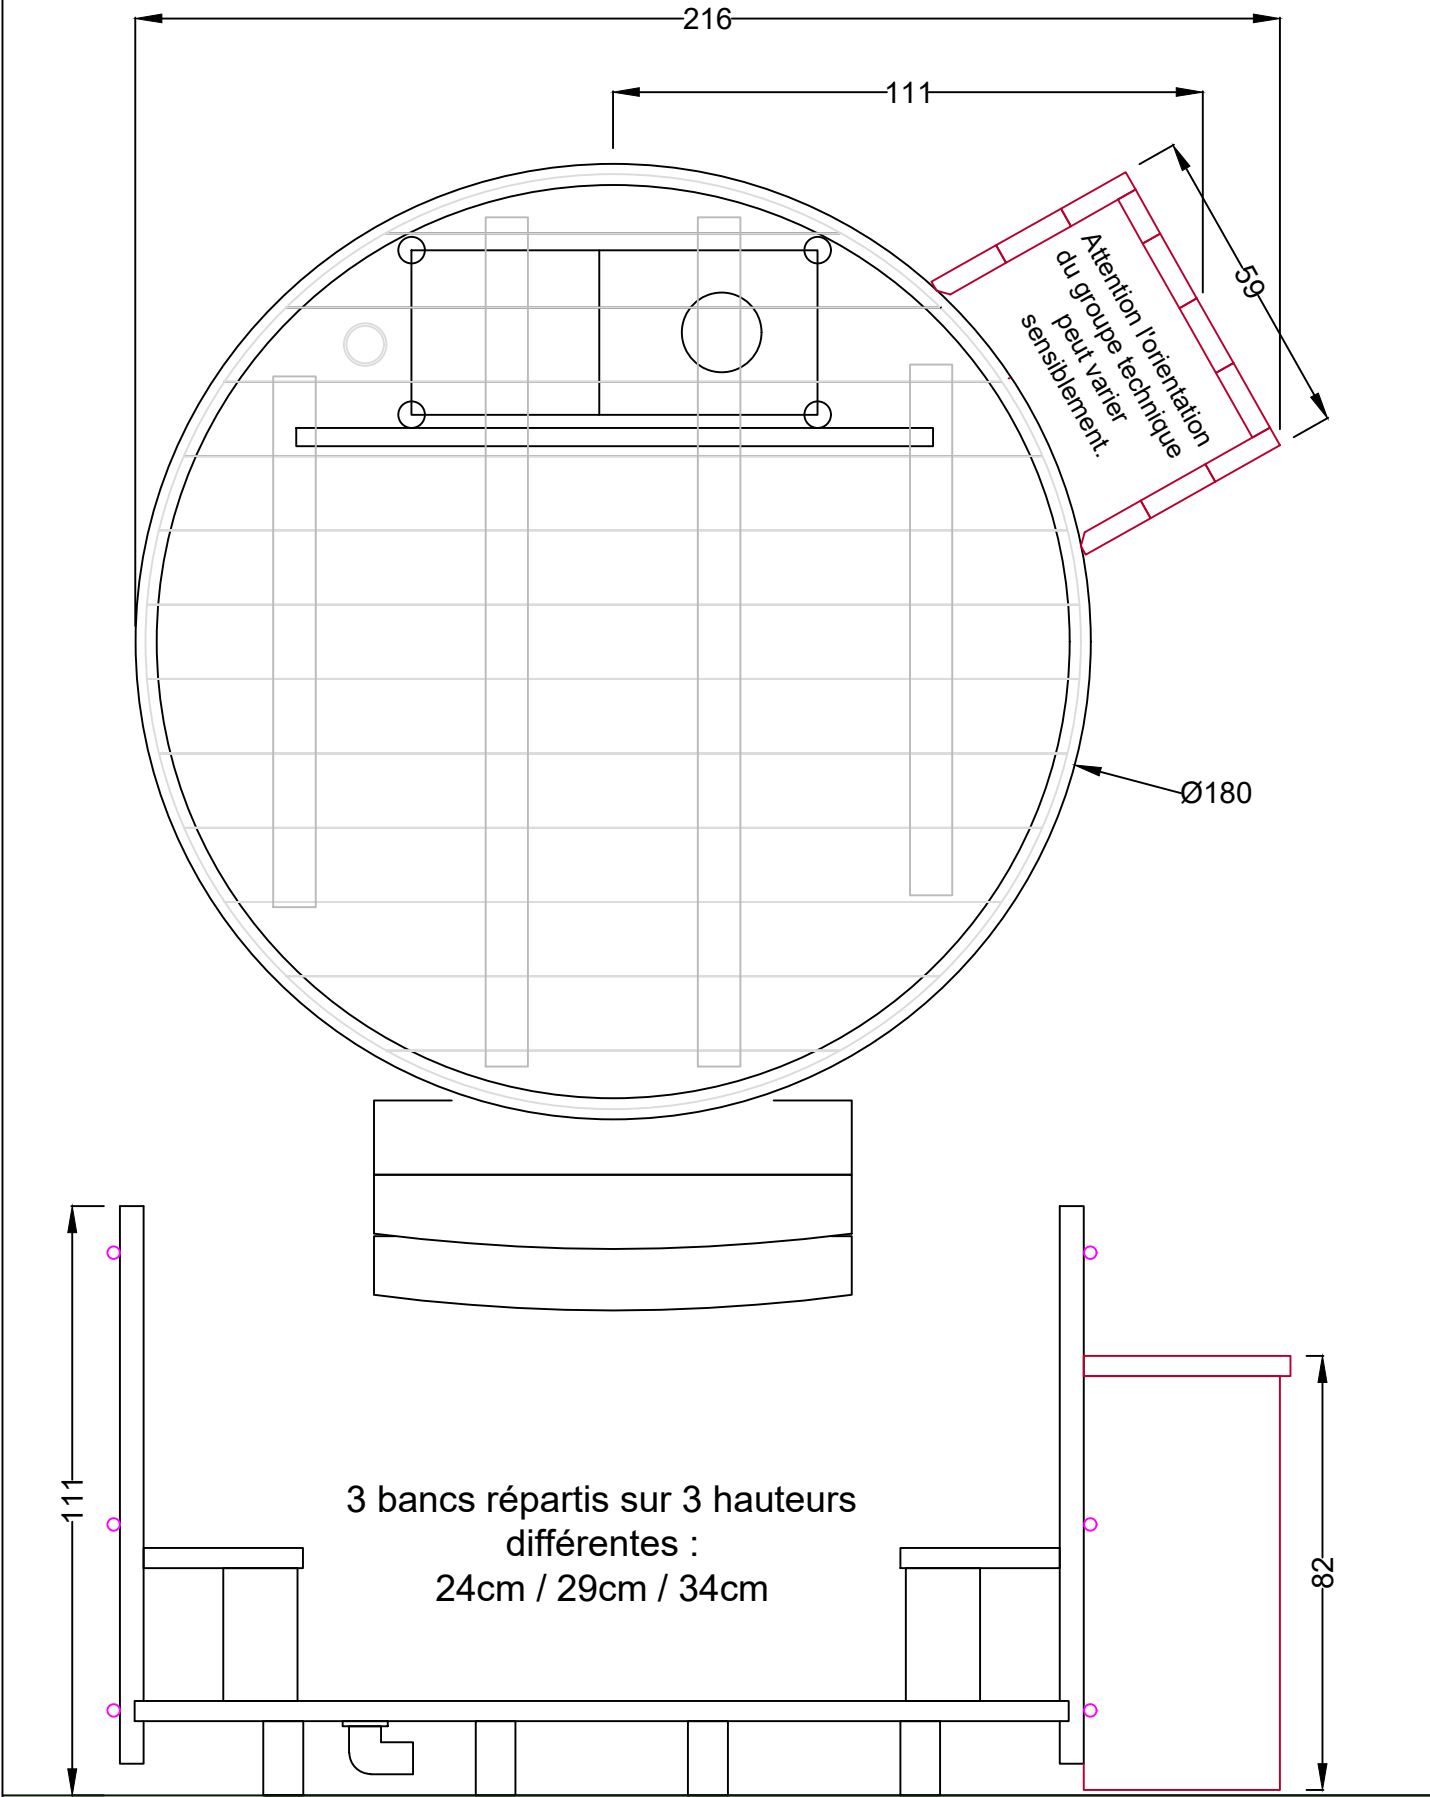 216
111
59
Attention l'orientation
du groupe technique
peut varier
sensiblement.
Ø180
111
3 bancs répartis sur 3 hauteurs
différentes :
24cm / 29cm / 34cm
82